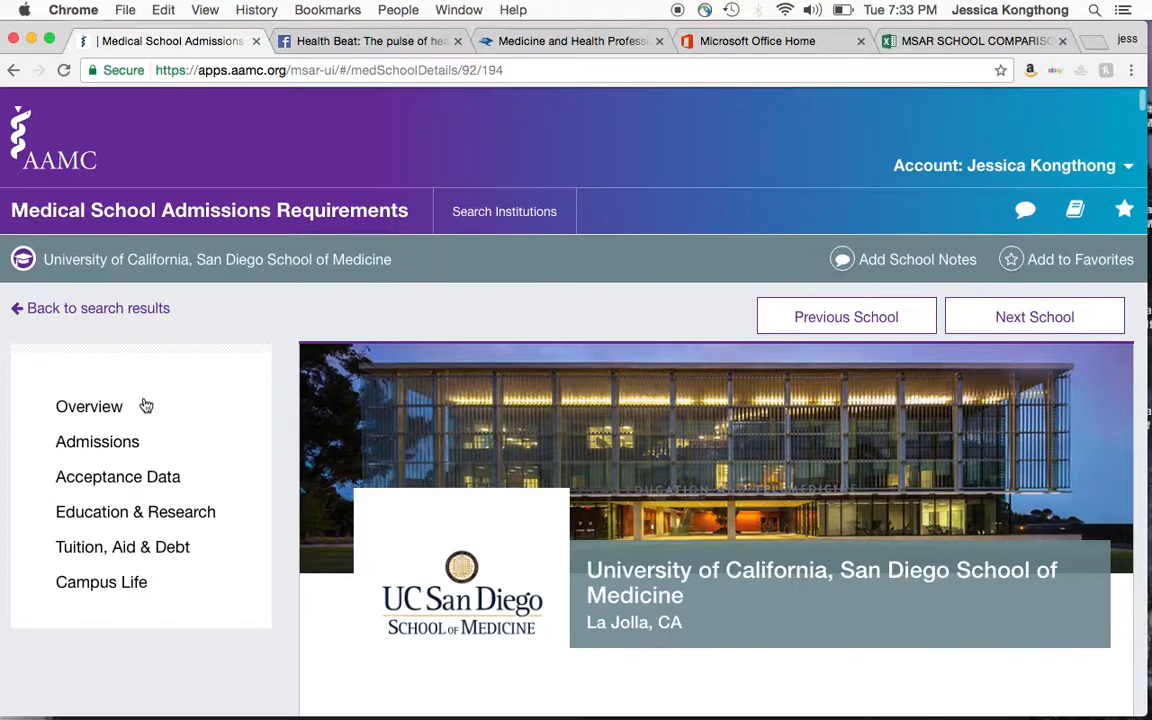 Chrome File Edit View History Bookmarks People Window Help Tue 7:33 PM Jessica Kongthong
| Medical School Admissions Health Beat: The pulse of hea Medicine and Health Professi Microsoft Office Home MSAR SCHOOL COMPARISO jess
Secure https://apps.aamc.org/msar-ui/#/medSchoolDetails/92/194
AAMC
Account: Jessica Kongthong
Medical School Admissions Requirements Search Institutions
University of California, San Diego School of Medicine Add School Notes Add to Favorites
Back to search results Previous School Next School
Overview
Admissions
Acceptance Data
Education & Research
Tuition, Aid & Debt
Campus Life
UC San Diego
SCHOOL OF MEDICINE
University of California, San Diego School of
Medicine
La Jolla, CA